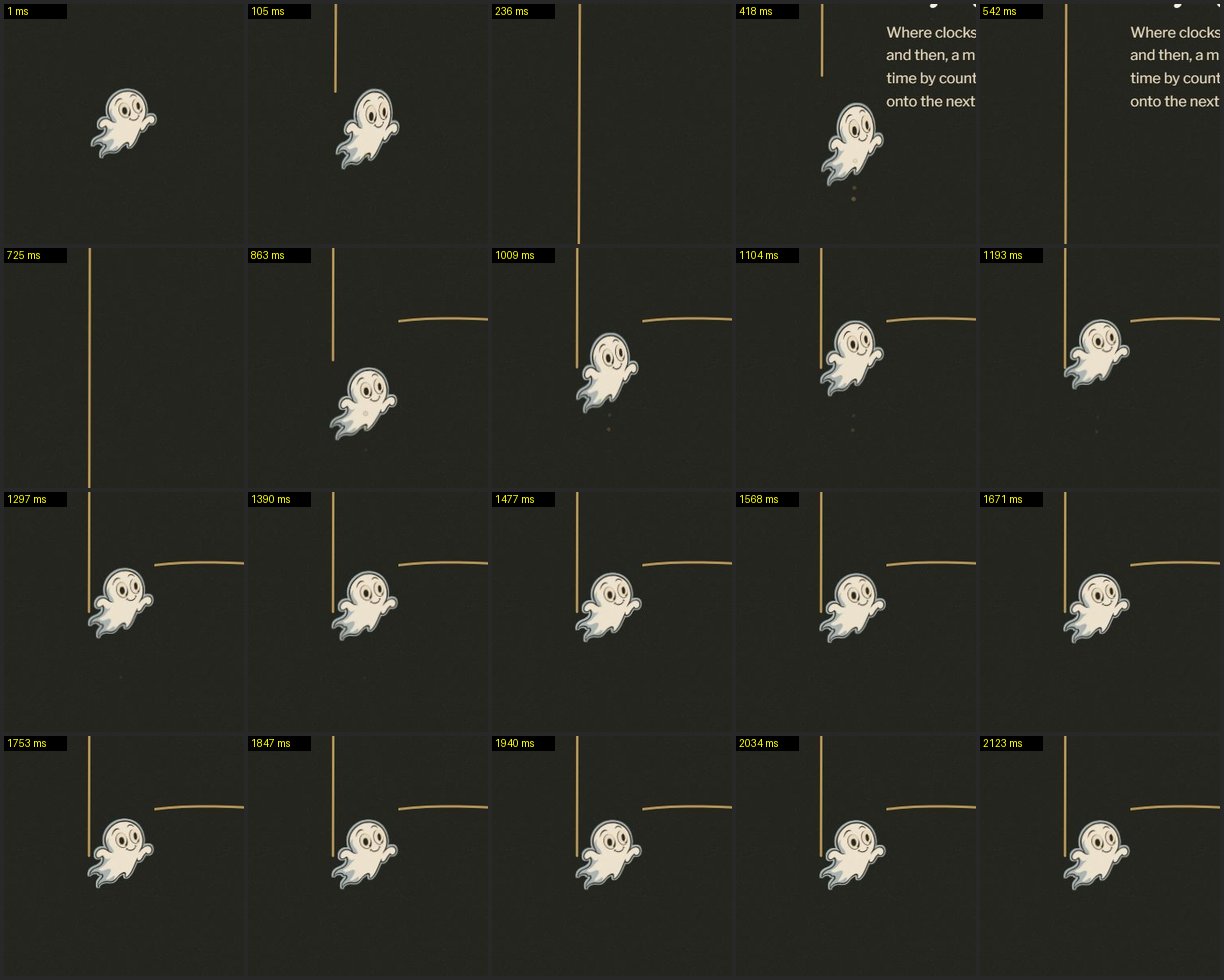 1 ms
105 ms
236 ms
418 ms
542 ms
Where clocks
and then, a m
time by count
onto the next
Where clocks
and then, a m
time by count
onto the next
725 ms
863 ms
1009 ms
1104 ms
1193 ms
1297 ms
1390 ms
1477 ms
1568 ms
1671 ms
1753 ms
1847 ms
1940 ms
2034 ms
2123 ms